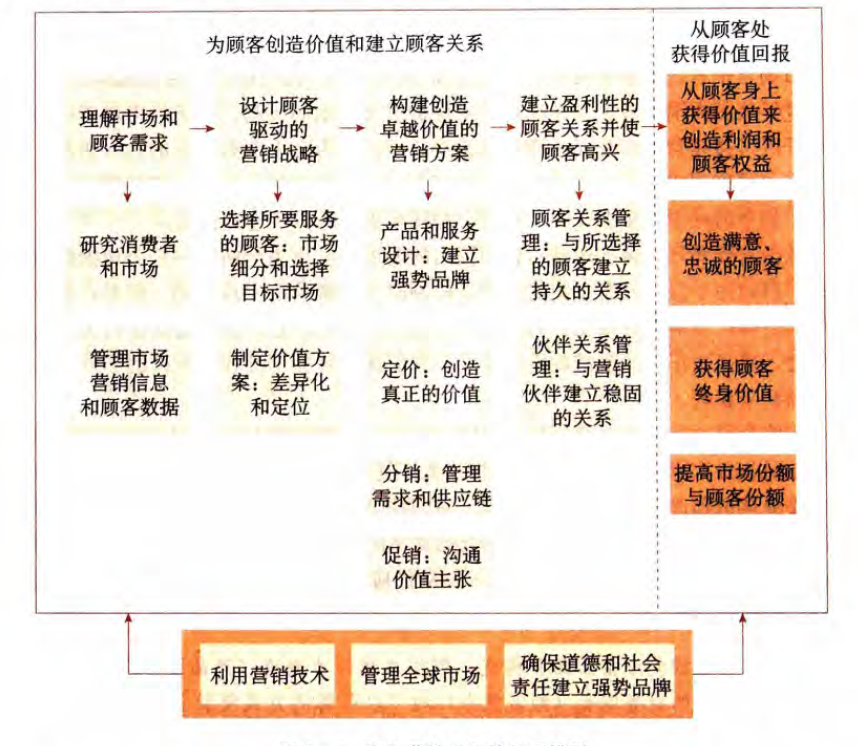 为顾客创造价值和建立顾客关系
从顾客处
获得价值回报
理解市场和
顾客需求
设计顾客
驱动的
营销战略
构建创造
卓越价值的
营销方案
建立盈利性的
顾客关系并使
顾客高兴
从顾客身上
获得价值来
创造利润和
顾客权益
研究消费者
和市场
选择所要服务
的顾客：市场
细分和选择
目标市场
产品和服务
设计：建立
强势品牌
顾客关系管
理：与所选择
的顾客建立
持久的关系
创造满意、
忠诚的顾客
管理市场
营销信息
和顾客数据
制定价值方
案：差异化
和定位
定价：创造
真正的价值
伙伴关系管
理：与营销
伙伴建立稳固
的关系
获得顾客
终身价值
分销：管理
需求和供应链
提高市场份额
与顾客份额
促销：沟通
价值主张
利用营销技术
管理全球市场
确保道德和社会
责任建立强势品牌